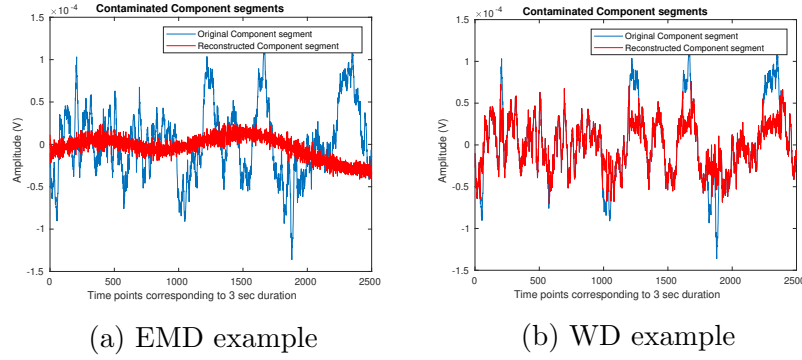 Contaminated Component segments
×10⁻⁴
Original Component segment
Reconstructed Component segment
Amplitude (V)
1.5
1
0.5
0
-0.5
-1
-1.5
0 500 1000 1500 2000 2500
Time points corresponding to 3 sec duration
(a) EMD example
Contaminated Component segments
×10⁻⁴
Original Component segment
Reconstructed Component segment
Amplitude (V)
1.5
1
0.5
0
-0.5
-1
-1.5
0 500 1000 1500 2000 2500
Time points corresponding to 3 sec duration
(b) WD example